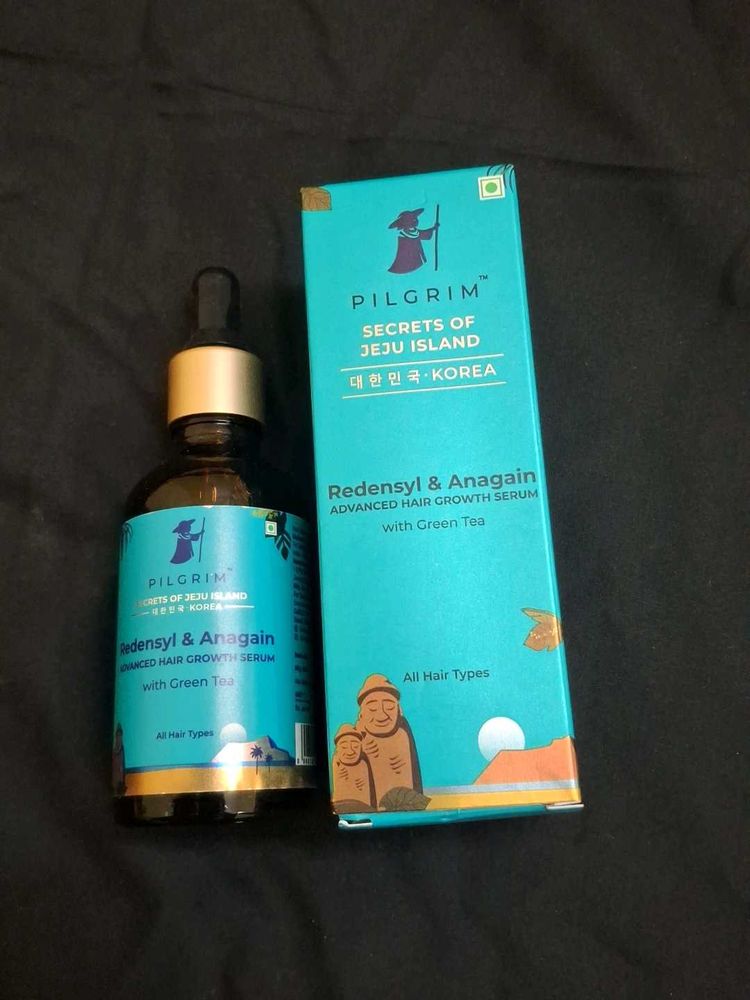 PILGRIM™
SECRETS OF
JEJU ISLAND
대한민국·KOREA
Redensyl & Anagain
ADVANCED HAIR GROWTH SERUM
with Green Tea
All Hair Types
PILGRIM™
SECRETS OF JEJU ISLAND
대한민국·KOREA
Redensyl & Anagain
ADVANCED HAIR GROWTH SERUM
with Green Tea
All Hair Types